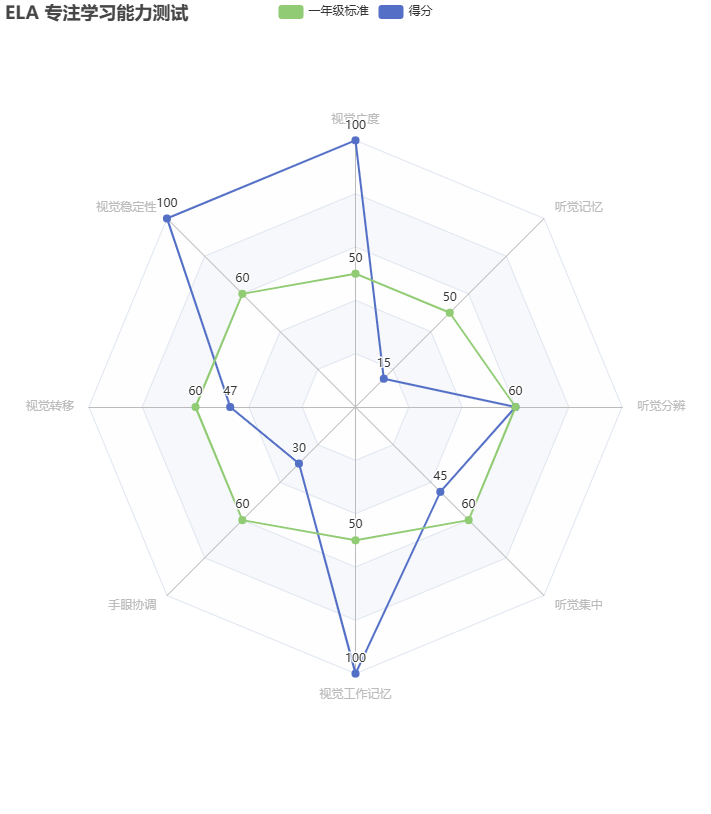 ELA 专注学习能力测试
一年级标准 得分
视觉广度
100
视觉稳定性 100
听觉记忆
60
50
50
15
视觉转移
60
47
60
听觉分辨
30
45
60
50
60
手眼协调
听觉集中
100
视觉工作记忆